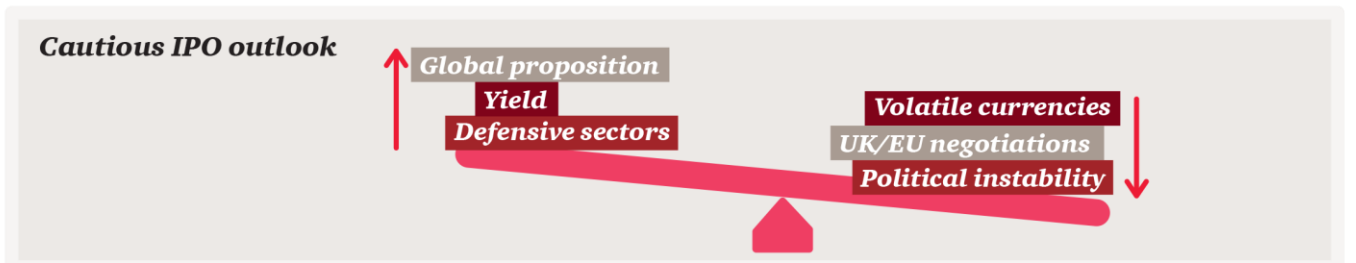 Cautious IPO outlook
Global proposition
Yield
Defensive sectors
Volatile currencies
UK/EU negotiations
Political instability